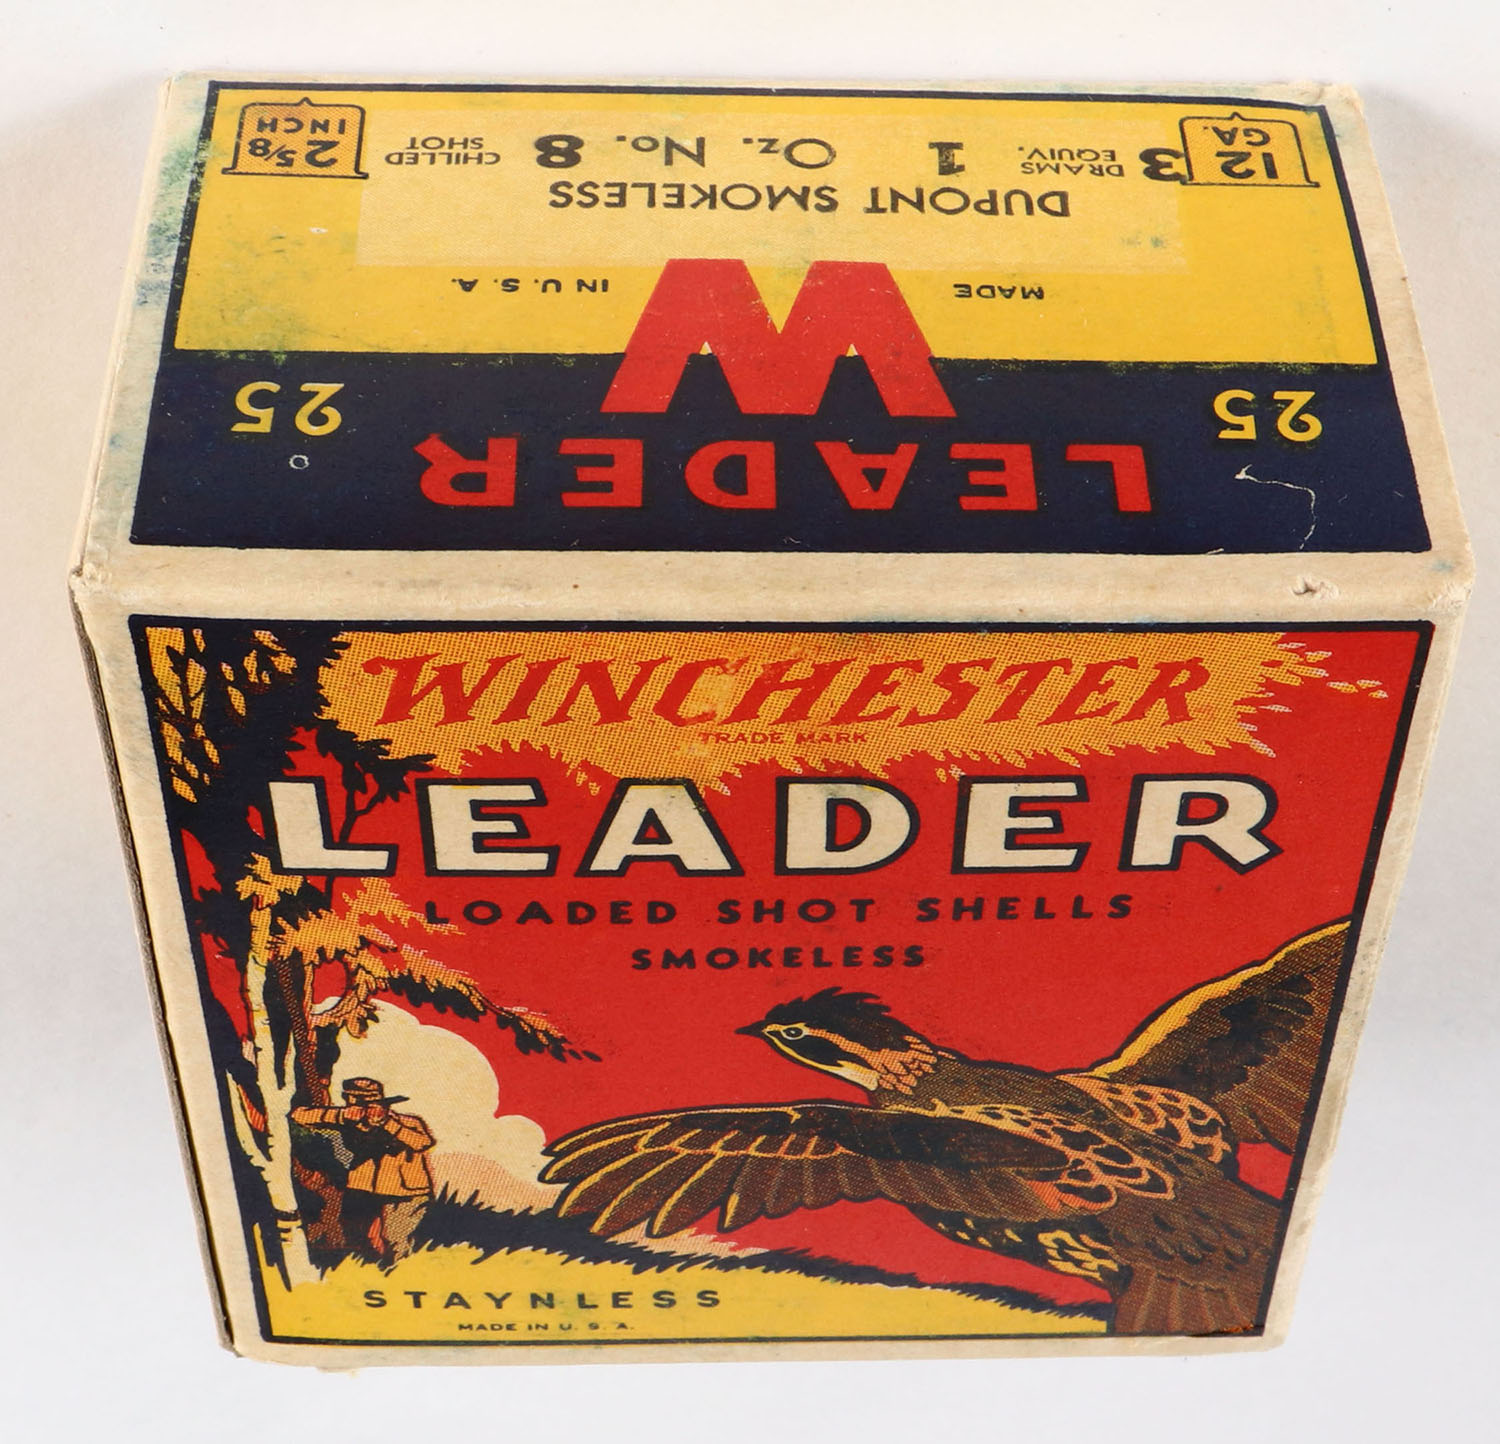 LEADER
25 25
W
MADE IN U.S.A.
DUPONT SMOKELESS
12 GA.
3 DRAMS EQUIV. 1 Oz. No. 8 CHILLED SHOT
2 5/8 INCH
WINCHESTER
TRADE MARK
LEADER
LOADED SHOT SHELLS
SMOKELESS
STAYNLESS
MADE IN U.S.A.